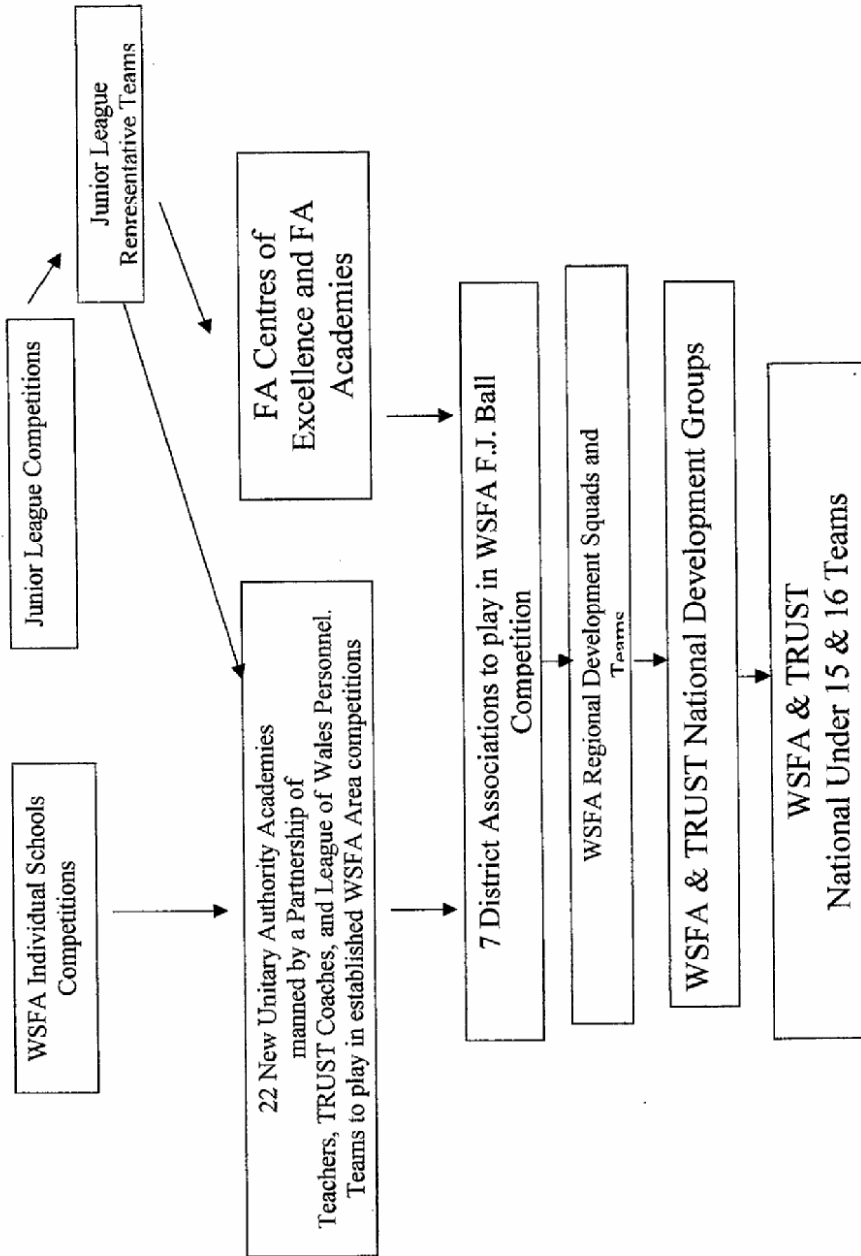 WSFA Individual Schools
Competitions
Junior League Competitions
Junior League
Representative Teams
22 New Unitary Authority Academies
manned by a Partnership of
Teachers, TRUST Coaches, and League of Wales Personnel.
Teams to play in established WSFA Area competitions
FA Centres of
Excellence and FA
Academies
7 District Associations to play in WSFA F.J. Ball
Competition
WSFA Regional Development Squads and
Teams
WSFA & TRUST National Development Groups
WSFA & TRUST
National Under 15 & 16 Teams